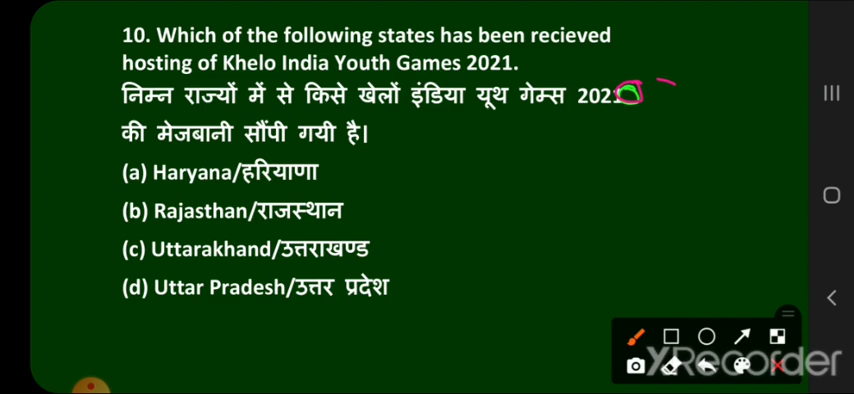 10. Which of the following states has been recieved
hosting of Khelo India Youth Games 2021.
निम्न राज्यों में से किसे खेलों इंडिया यूथ गेम्स 2021
की मेजबानी सौंपी गयी है।
(a) Haryana/हरियाणा
(b) Rajasthan/राजस्थान
(c) Uttarakhand/उत्तराखण्ड
(d) Uttar Pradesh/उत्तर प्रदेश
XRecorder